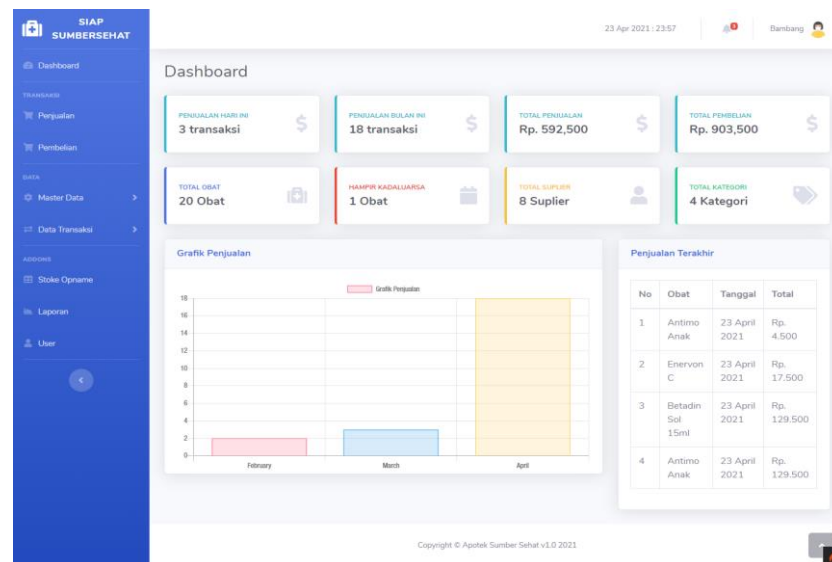 SIAP
SUMBERSEHAT
23 Apr 2021 : 23:57
Bambang
Dashboard
TRANSAKSI
Perjualan
Pembelian
DATA
Master Data
Data Transaksi
ADDONS
Stoke Opname
Laporan
User
Dashboard
PENJUALAN HARI INI
3 transaksi
PENJUALAN BULAN INI
18 transaksi
TOTAL PENJUALAN
Rp. 592,500
TOTAL PEMBELIAN
Rp. 903,500
TOTAL OBAT
20 Obat
HAMPIR KADALUARSA
1 Obat
TOTAL SUPLIER
8 Suplier
TOTAL KATEGORI
4 Kategori
Grafik Penjualan
Grafik Penjualan
18
16
14
12
10
8
6
4
2
0
February March April
Penjualan Terakhir
No Obat Tanggal Total
1 Antimo 23 April Rp.
Anak 2021 4.500
2 Enervon 23 April Rp.
C 2021 17.500
3 Betadin 23 April Rp.
Sol 2021 129.500
15ml
4 Antimo 23 April Rp.
Anak 2021 129.500
Copyright © Apotek Sumber Sehat v1.0 2021